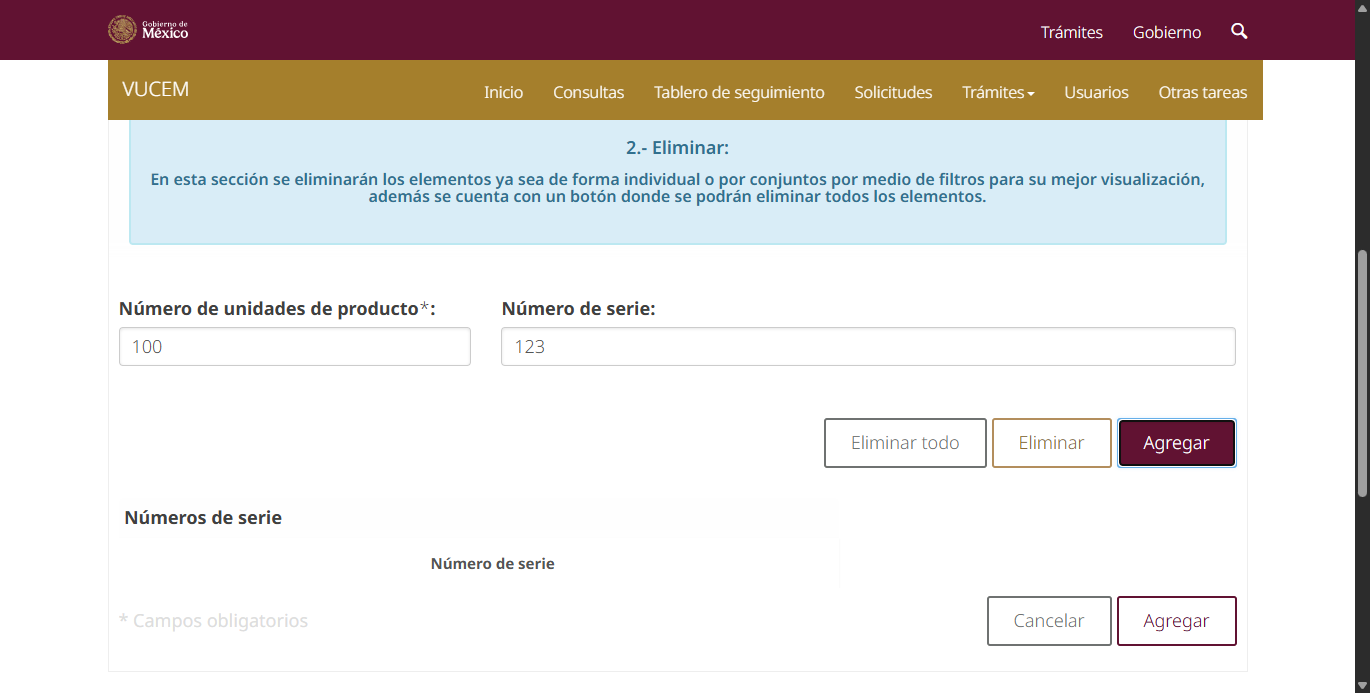 Gobierno de
México
Trámites Gobierno
VUCEM Inicio Consultas Tablero de seguimiento Solicitudes Trámites Usuarios Otras tareas
2.- Eliminar:
En esta sección se eliminarán los elementos ya sea de forma individual o por conjuntos por medio de filtros para su mejor visualización,
además se cuenta con un botón donde se podrán eliminar todos los elementos.
Número de unidades de producto*: Número de serie:
100 123
Eliminar todo Eliminar Agregar
Números de serie
Número de serie
* Campos obligatorios Cancelar Agregar